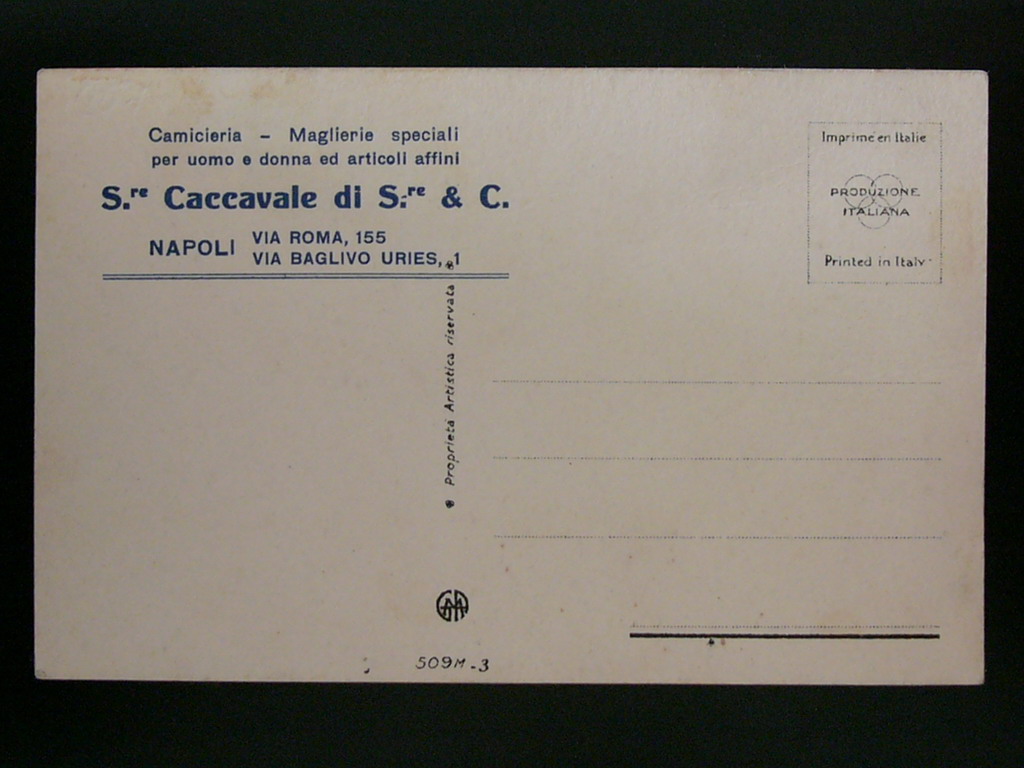 Camicieria - Maglierie speciali
per uomo e donna ed articoli affini
S.re Caccavale di S.re & C.
NAPOLI
VIA ROMA, 155
VIA BAGLIVO URIES, 1
Imprimé en Italie
PRODUZIONE
ITALIANA
Printed in Italy
Proprietà Artistica riservata
509M-3